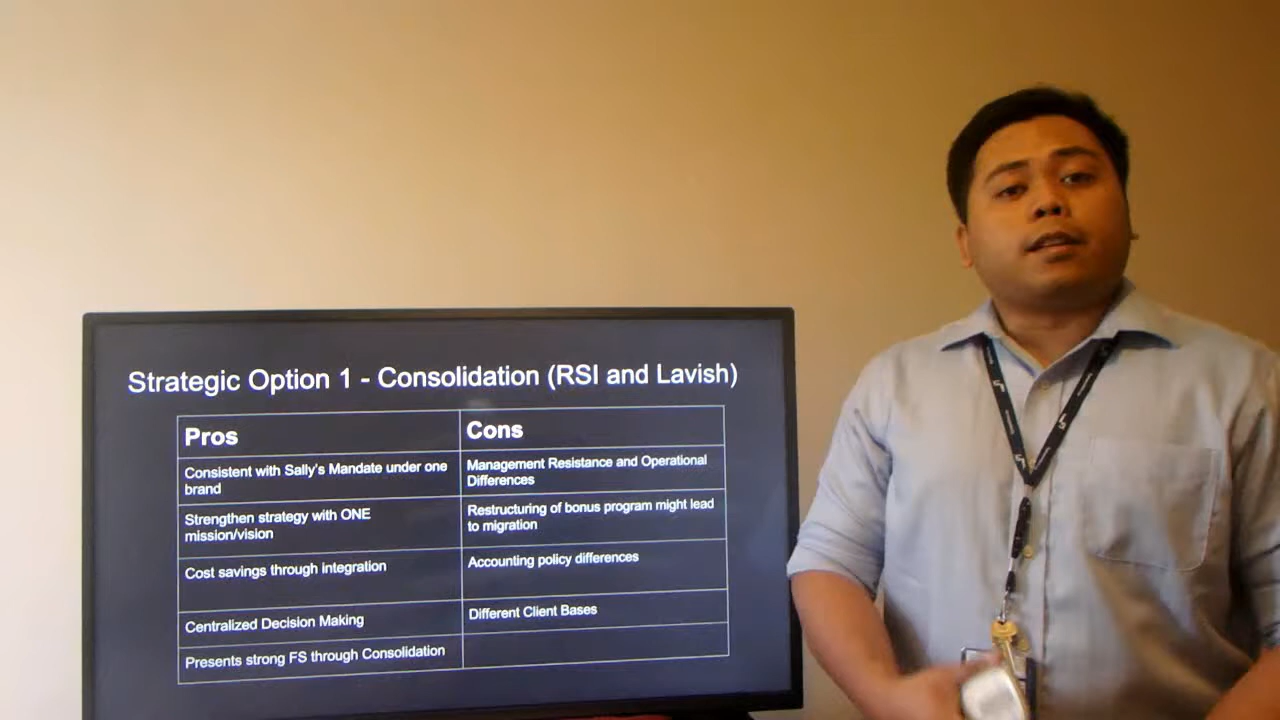 Strategic Option 1 - Consolidation (RSI and Lavish)
Pros
Cons
Consistent with Sally's Mandate under one
brand
Management Resistance and Operational
Differences
Strengthen strategy with ONE
mission/vision
Restructuring of bonus program might lead
to migration
Cost savings through integration
Accounting policy differences
Centralized Decision Making
Different Client Bases
Presents strong FS through Consolidation